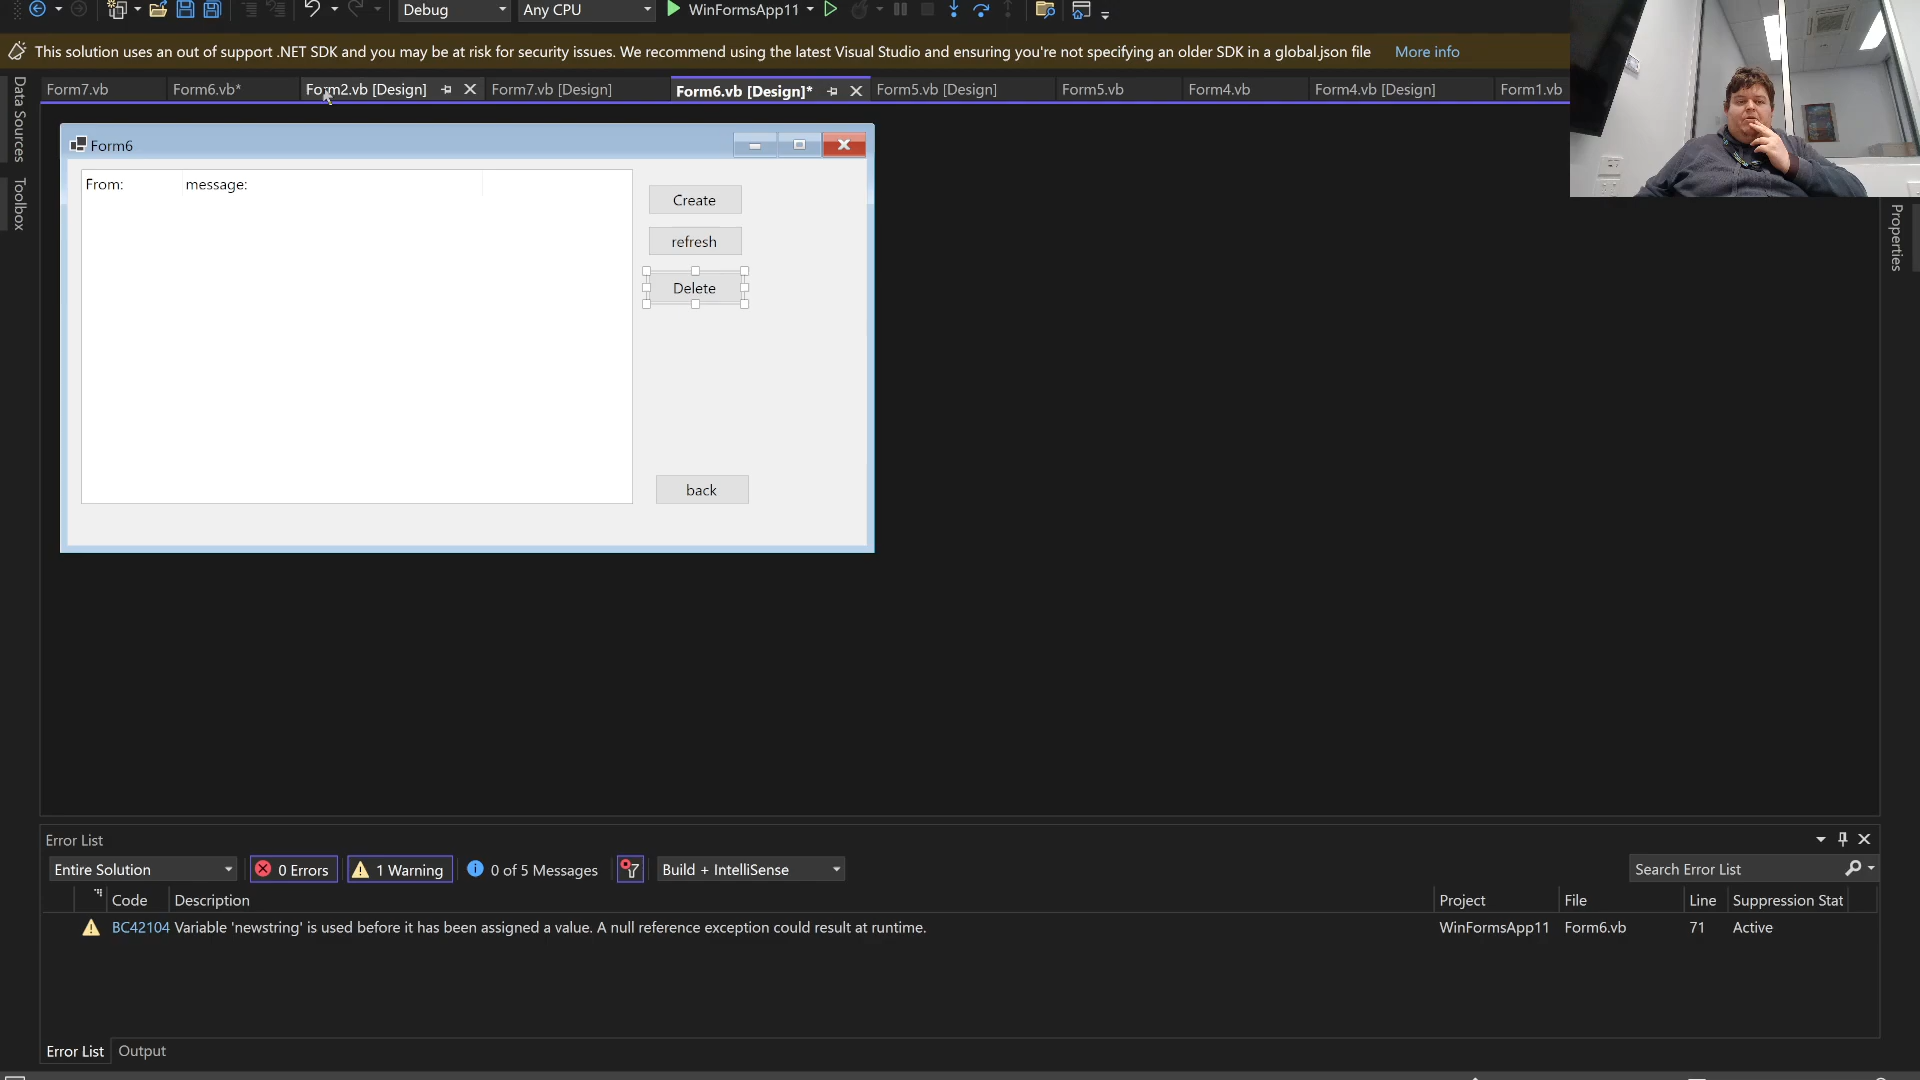 Debug
Any CPU
WinFormsApp11
This solution uses an out of support .NET SDK and you may be at risk for security issues. We recommend using the latest Visual Studio and ensuring you're not specifying an older SDK in a global.json file More info
Form7.vb
Form6.vb*
Form2.vb [Design]
Form7.vb [Design]
Form6.vb [Design]*
Form5.vb [Design]
Form5.vb
Form4.vb
Form4.vb [Design]
Form1.vb
Data Sources
Toolbox
Properties
Form6
From:
message:
Create
refresh
Delete
back
Error List
Entire Solution
0 Errors
1 Warning
0 of 5 Messages
Build + IntelliSense
Search Error List
Code
Description
Project
File
Line
Suppression Stat
BC42104 Variable 'newstring' is used before it has been assigned a value. A null reference exception could result at runtime.
WinFormsApp11
Form6.vb
71
Active
Error List
Output